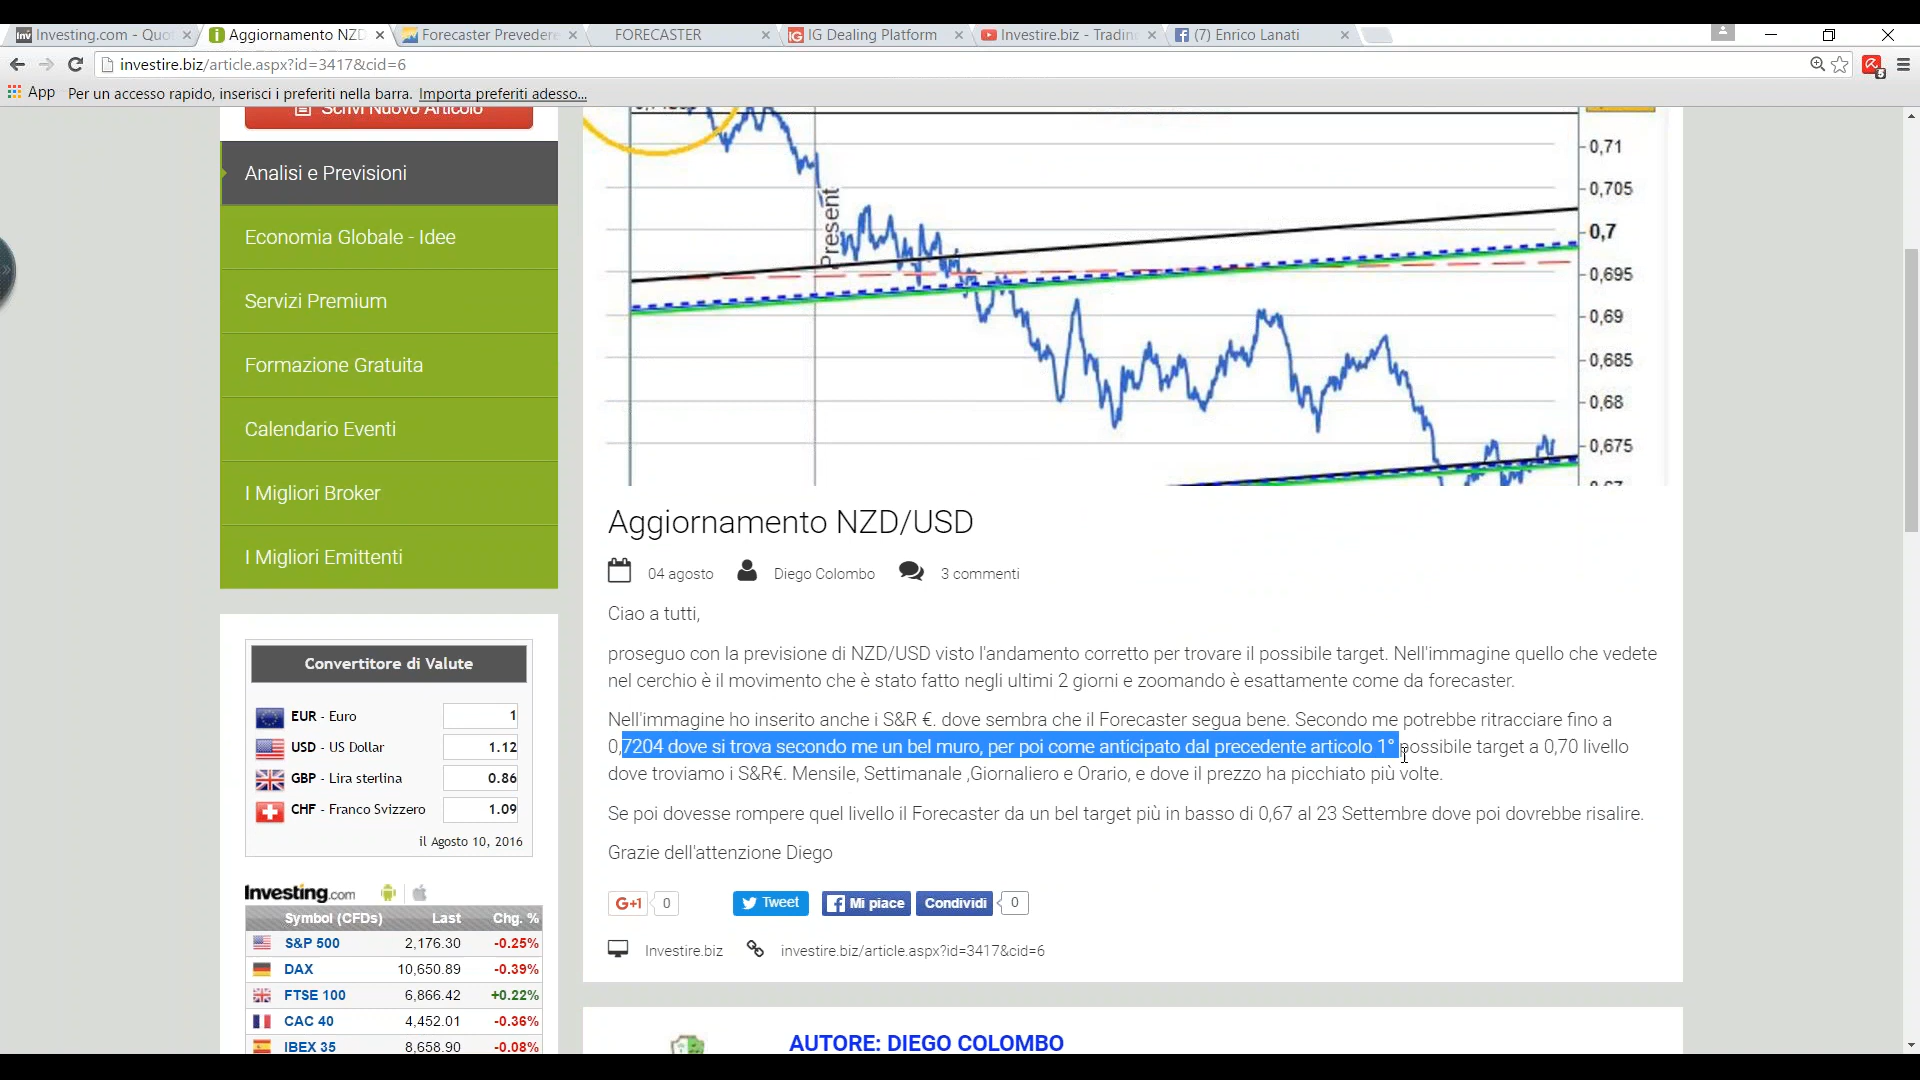 Investing.com - Quo
Aggiornamento NZD
Forecaster Prevedere
FORECASTER
IG Dealing Platform
Investire.biz - Tradin
(7) Enrico Lanati
investire.biz/article.aspx?id=3417&cid=6
App
Per un accesso rapido, inserisci i preferiti nella barra. Importa preferiti adesso...
Scrivi Nuovo Articolo
Analisi e Previsioni
Economia Globale - Idee
Servizi Premium
Formazione Gratuita
Calendario Eventi
I Migliori Broker
I Migliori Emittenti
Present
0,71
0,705
0,7
0,695
0,69
0,685
0,68
0,675
0,67
Aggiornamento NZD/USD
04 agosto Diego Colombo 3 commenti
Ciao a tutti,
proseguo con la previsione di NZD/USD visto l'andamento corretto per trovare il possibile target. Nell'immagine quello che vedete
nel cerchio è il movimento che è stato fatto negli ultimi 2 giorni e zoomando è esattamente come da forecaster.
Nell'immagine ho inserito anche i S&R €. dove sembra che il Forecaster segua bene. Secondo me potrebbe ritracciare fino a
0,7204 dove si trova secondo me un bel muro, per poi come anticipato dal precedente articolo 1° possibile target a 0,70 livello
dove troviamo i S&R€. Mensile, Settimanale ,Giornaliero e Orario, e dove il prezzo ha picchiato più volte.
Se poi dovesse rompere quel livello il Forecaster da un bel target più in basso di 0,67 al 23 Settembre dove poi dovrebbe risalire.
Grazie dell'attenzione Diego
G+1 0 Tweet Mi piace Condividi 0
Investire.biz investire.biz/article.aspx?id=3417&cid=6
AUTORE: DIEGO COLOMBO
Convertitore di Valute
EUR - Euro 1
USD - US Dollar 1.12
GBP - Lira sterlina 0.86
CHF - Franco Svizzero 1.09
il Agosto 10, 2016
Investing.com
Symbol (CFDs) Last Chg. %
S&P 500 2,176.30 -0.25%
DAX 10,650.89 -0.39%
FTSE 100 6,866.42 +0.22%
CAC 40 4,452.01 -0.36%
IBEX 35 8,658.90 -0.08%